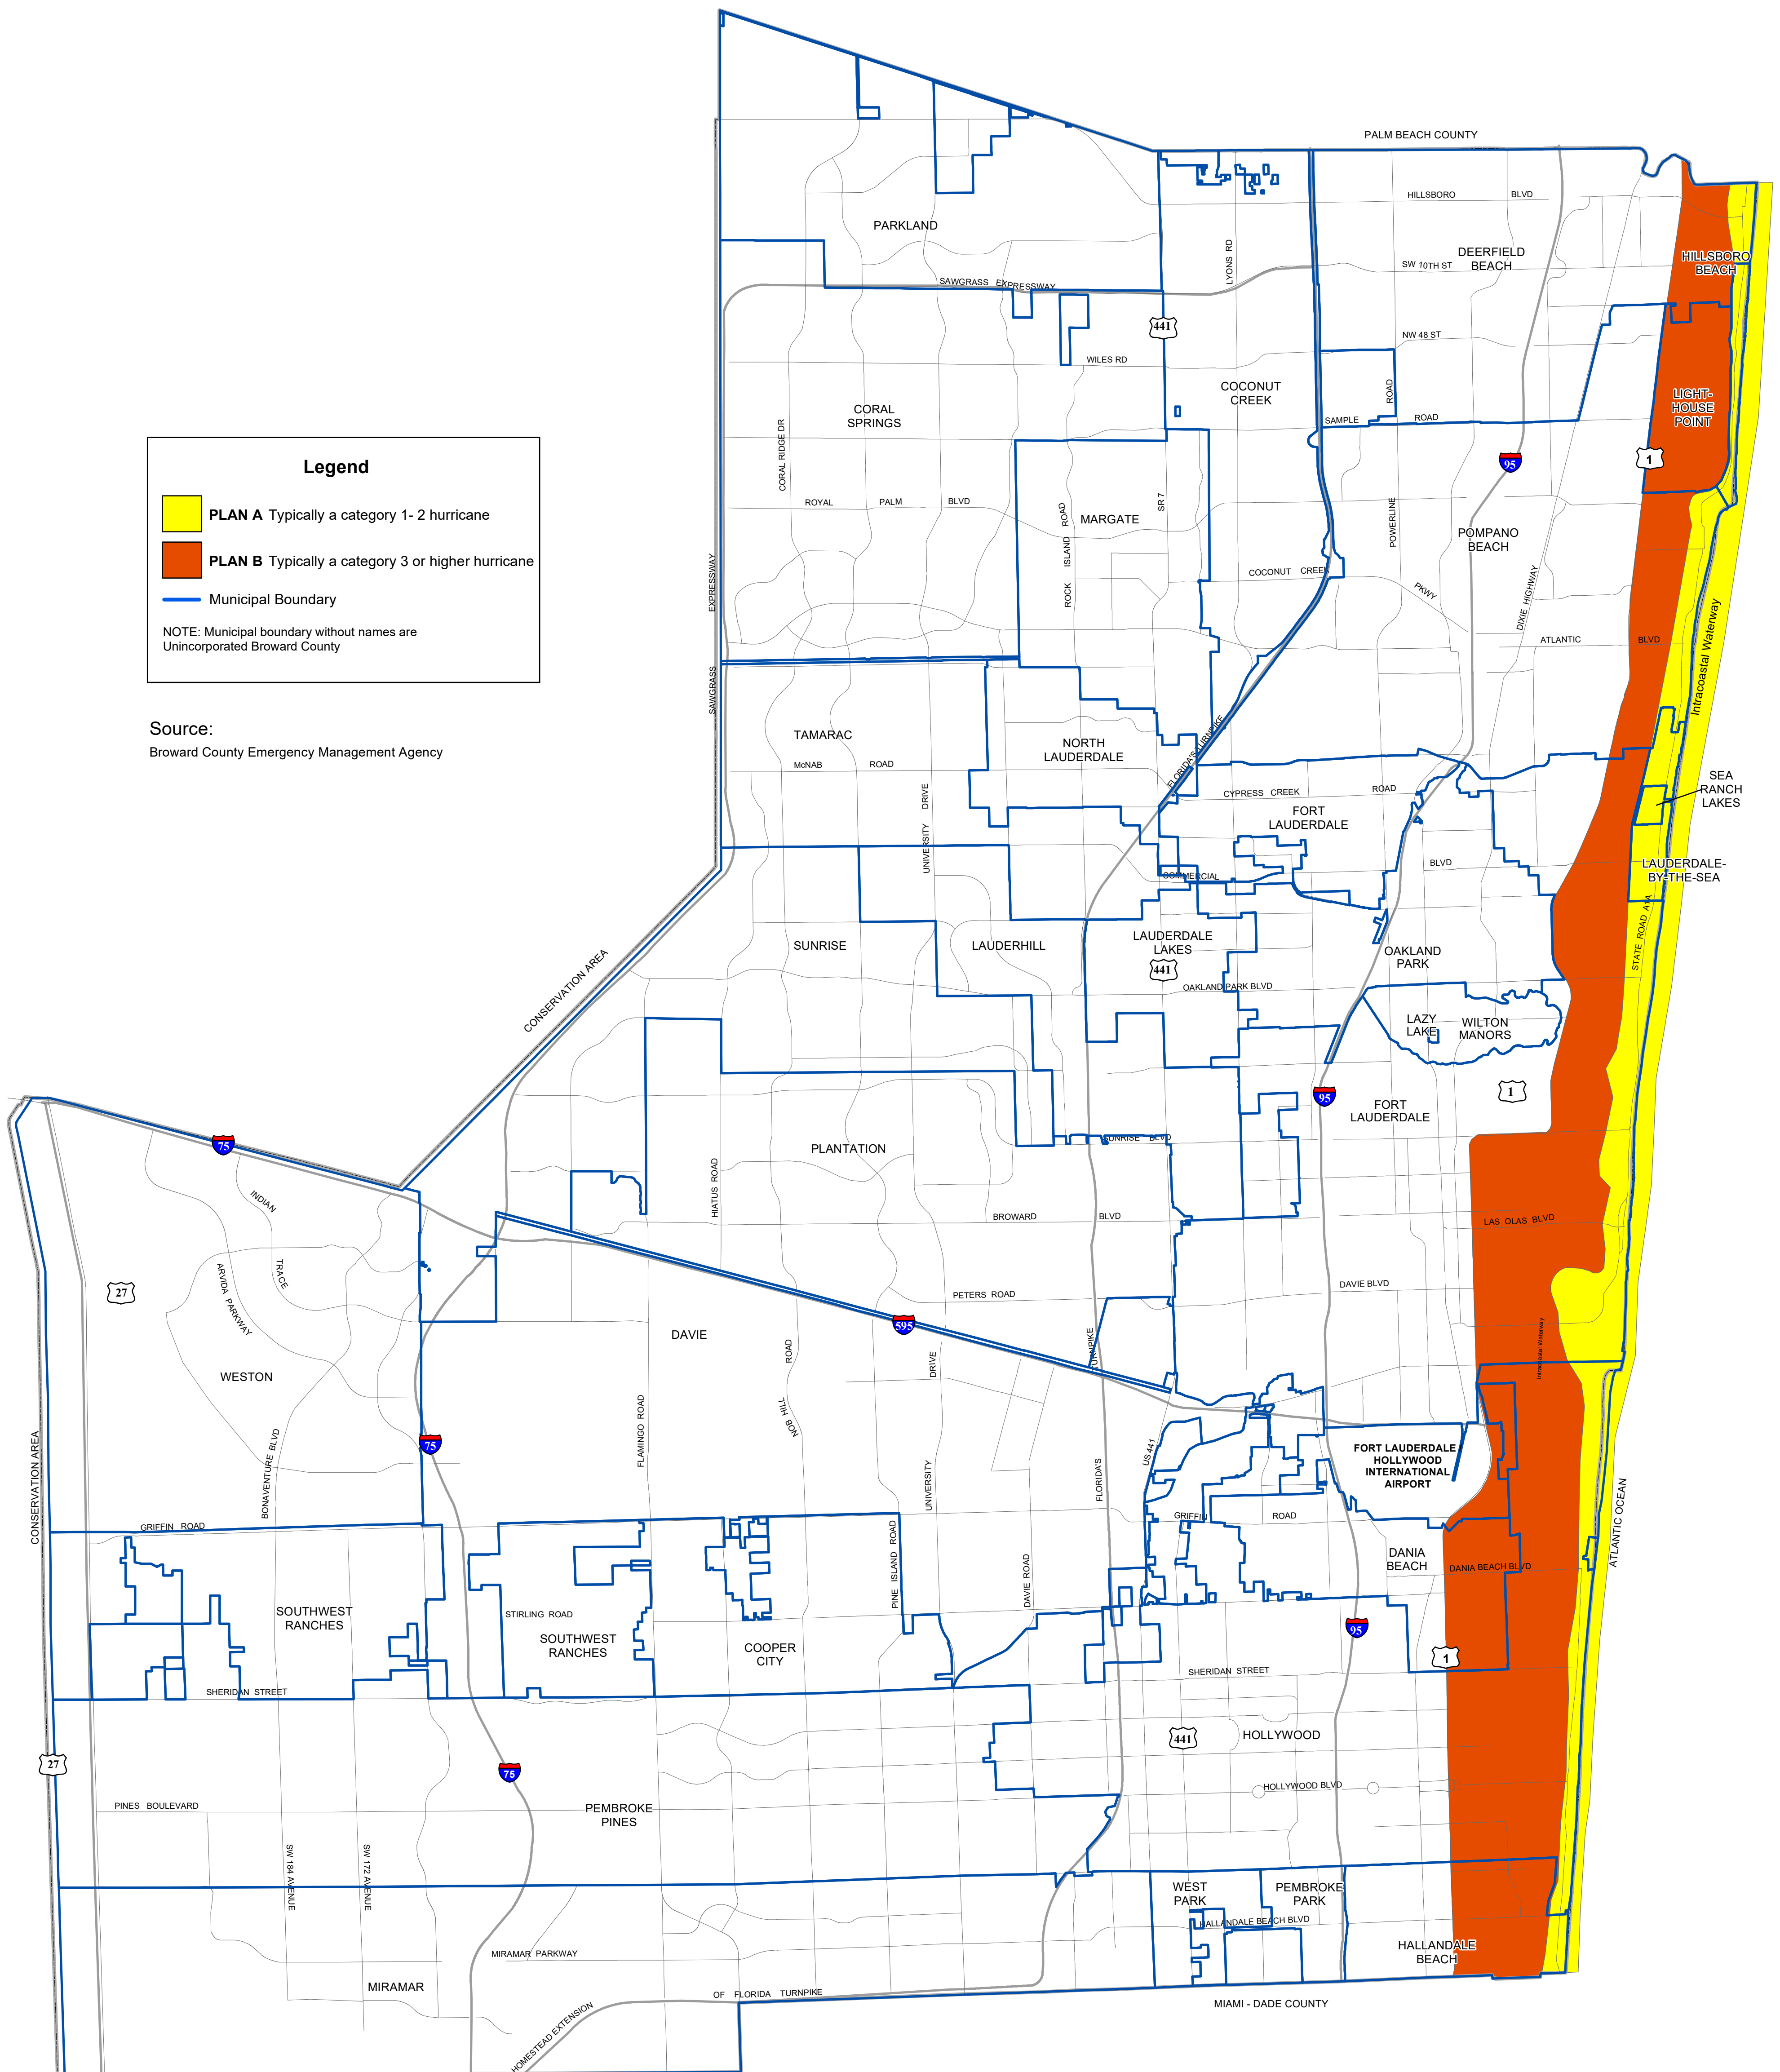 PALM BEACH COUNTY
HILLSBORO BLVD
PARKLAND
LYONS RD
DEERFIELD
BEACH
SW 10TH ST
HILLSBORO
BEACH
SAWGRASS EXPRESSWAY
441
NW 48 ST
WILES RD
COCONUT
CREEK
ROAD
LIGHT-
HOUSE
POINT
CORAL
SPRINGS
SAMPLE ROAD
CORAL RIDGE DR
95
1
Legend
PLAN A Typically a category 1- 2 hurricane
PLAN B Typically a category 3 or higher hurricane
Municipal Boundary
NOTE: Municipal boundary without names are
Unincorporated Broward County
Source:
Broward County Emergency Management Agency
ROYAL PALM BLVD
ROCK ISLAND ROAD
MARGATE
SR 7
POWERLINE
POMPANO
BEACH
SAWGRASS EXPRESSWAY
COCONUT CREEK PKWY
DIXIE HIGHWAY
ATLANTIC BLVD
Intracoastal Waterway
TAMARAC
NORTH
LAUDERDALE
McNAB ROAD
FLORIDA'S TURNPIKE
UNIVERSITY DRIVE
CYPRESS CREEK ROAD
FORT
LAUDERDALE
SEA
RANCH
LAKES
BLVD
COMMERCIAL
LAUDERDALE-
BY-THE-SEA
STATE ROAD A1A
CONSERVATION AREA
SUNRISE
LAUDERHILL
LAUDERDALE
LAKES
441
OAKLAND
PARK
OAKLAND PARK BLVD
LAZY
LAKE
WILTON
MANORS
95
1
FORT
LAUDERDALE
75
PLANTATION
SUNRISE BLVD
HIATUS ROAD
INDIAN
TRACE
BROWARD BLVD
LAS OLAS BLVD
ARVIDA PARKWAY
27
PETERS ROAD
DAVIE BLVD
595
DAVIE
TURNPIKE
ROAD
DRIVE
Intracoastal Waterway
WESTON
NOB HILL
FLAMINGO ROAD
BONAVENTURE BLVD
75
CONSERVATION AREA
US 441
FORT LAUDERDALE
HOLLYWOOD
INTERNATIONAL
AIRPORT
UNIVERSITY
FLORIDA'S
ATLANTIC OCEAN
GRIFFIN ROAD
GRIFFIN ROAD
PINE ISLAND ROAD
DAVIE ROAD
DANIA
BEACH
DANIA BEACH BLVD
SOUTHWEST
RANCHES
STIRLING ROAD
SOUTHWEST
RANCHES
COOPER
CITY
95
1
SHERIDAN STREET
SHERIDAN STREET
27
75
441
HOLLYWOOD
HOLLYWOOD BLVD
PINES BOULEVARD
PEMBROKE
PINES
SW 184 AVENUE
SW 172 AVENUE
WEST
PARK
PEMBROKE
PARK
HALLANDALE BEACH BLVD
HALLANDALE
BEACH
MIRAMAR PARKWAY
MIRAMAR
HOMESTEAD EXTENSION
OF FLORIDA TURNPIKE
MIAMI - DADE COUNTY